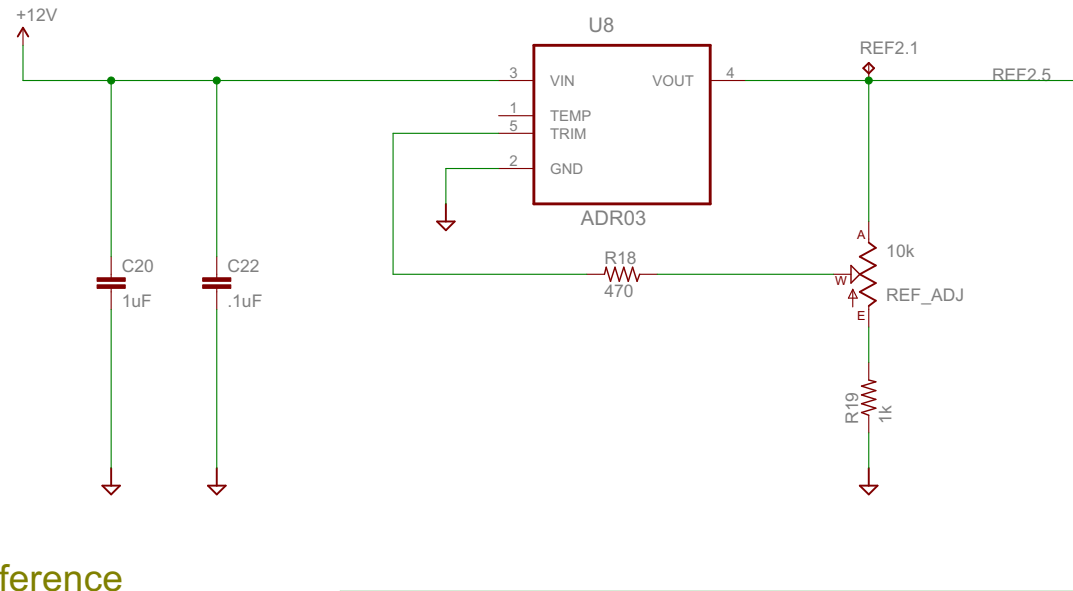 +12V
U8
REF2.1
3
VIN
VOUT
4
REF2.5
1
TEMP
5
TRIM
2
GND
ADR03
A
10k
C20
C22
R18
W
1uF
.1uF
470
REF_ADJ
E
R19
1k
ference